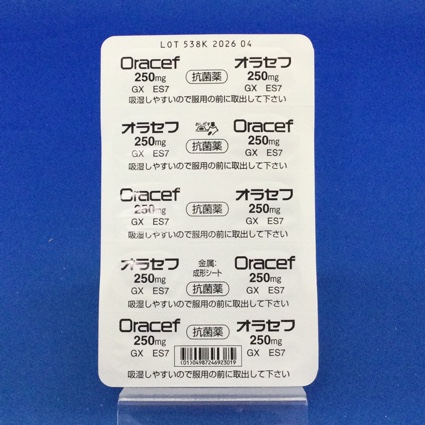 LOT 538K 2026 04
Oracef オラセフ
250mg 抗菌薬 250mg
GX ES7 GX ES7
吸湿しやすいので服用の前に取出して下さい
オラセフ Oracef
250mg 抗菌薬 250mg
GX ES7 GX ES7
吸湿しやすいので服用の前に取出して下さい
Oracef オラセフ
250mg 抗菌薬 250mg
GX ES7 GX ES7
吸湿しやすいので服用の前に取出して下さい
オラセフ 金属: Oracef
250mg 成形シート 250mg
GX ES7 抗菌薬 GX ES7
吸湿しやすいので服用の前に取出して下さい
Oracef オラセフ
250mg 抗菌薬 250mg
GX ES7 GX ES7
(01)04987246923019
吸湿しやすいので服用の前に取出して下さい